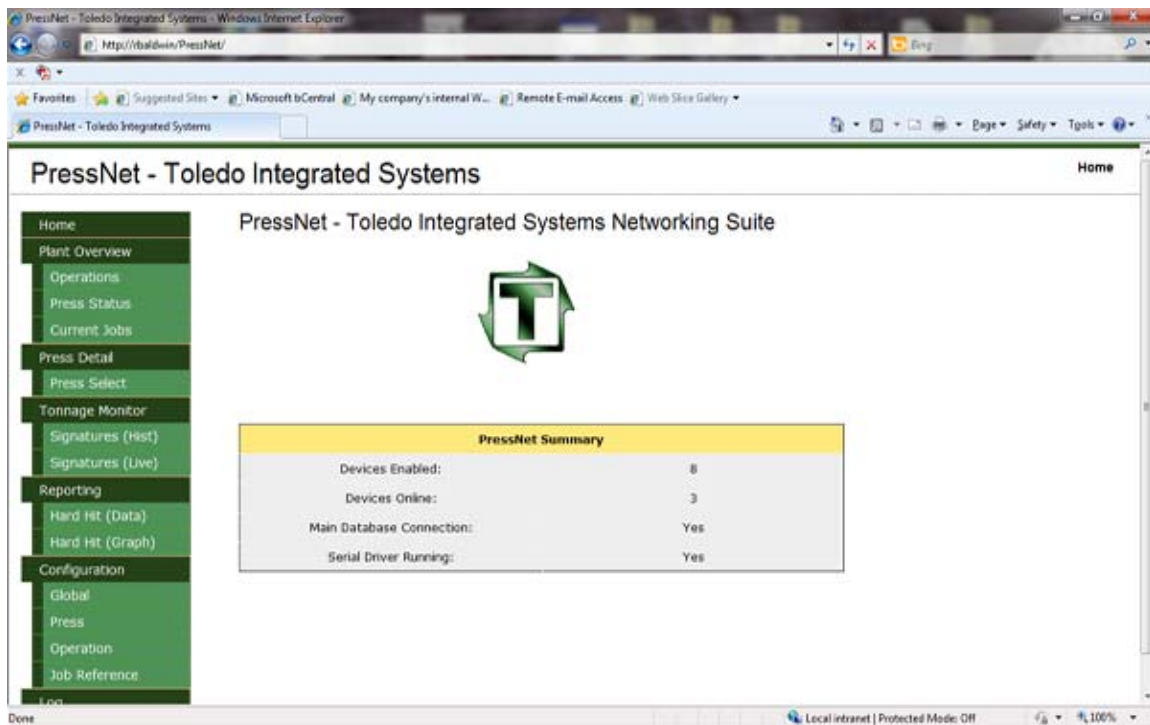 PressNet - Toledo Integrated Systems - Windows Internet Explorer
http://rbaldwin/PressNet/
Bing
Favorites Suggested Sites Microsoft bCentral My company's internal W... Remote E-mail Access Web Slice Gallery
PressNet - Toledo Integrated Systems
Page Safety Tools
PressNet - Toledo Integrated Systems
Home
PressNet - Toledo Integrated Systems Networking Suite
T
Home
Plant Overview
Operations
Press Status
Current Jobs
Press Detail
Press Select
Tonnage Monitor
Signatures (Hist)
Signatures (Live)
Reporting
Hard Hit (Data)
Hard Hit (Graph)
Configuration
Global
Press
Operation
Job Reference
Log
PressNet Summary
Devices Enabled: 8
Devices Online: 3
Main Database Connection: Yes
Serial Driver Running: Yes
Done
Local intranet | Protected Mode: Off
100%